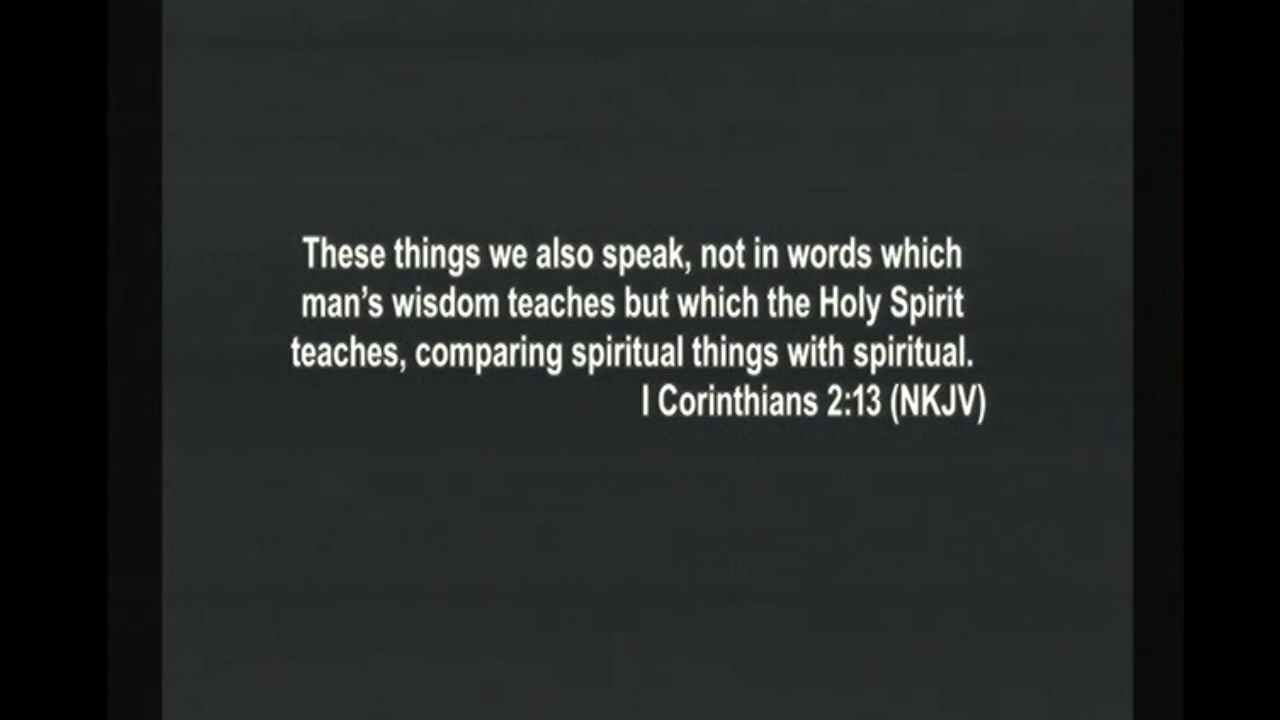 These things we also speak, not in words which
man’s wisdom teaches but which the Holy Spirit
teaches, comparing spiritual things with spiritual.
I Corinthians 2:13 (NKJV)